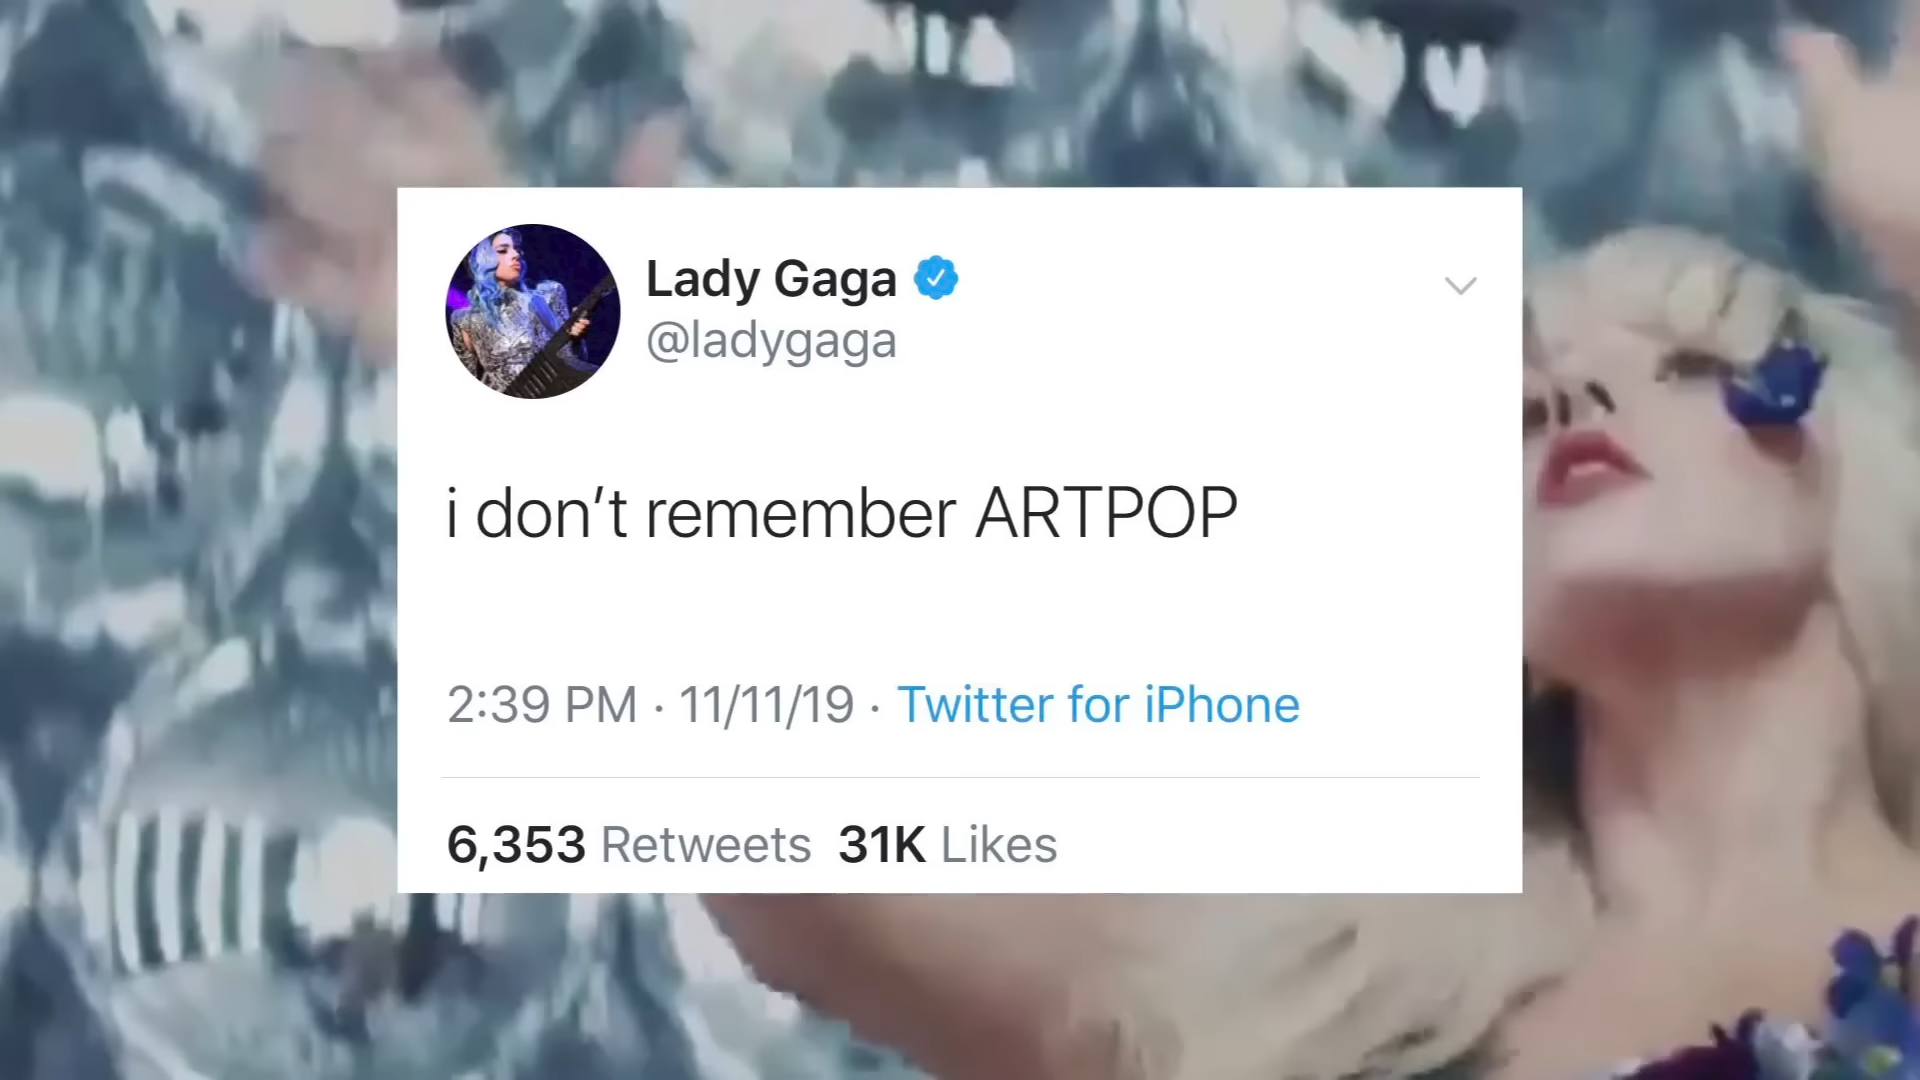 Lady Gaga
@ladygaga
i don’t remember ARTPOP
2:39 PM · 11/11/19 · Twitter for iPhone
6,353 Retweets 31K Likes